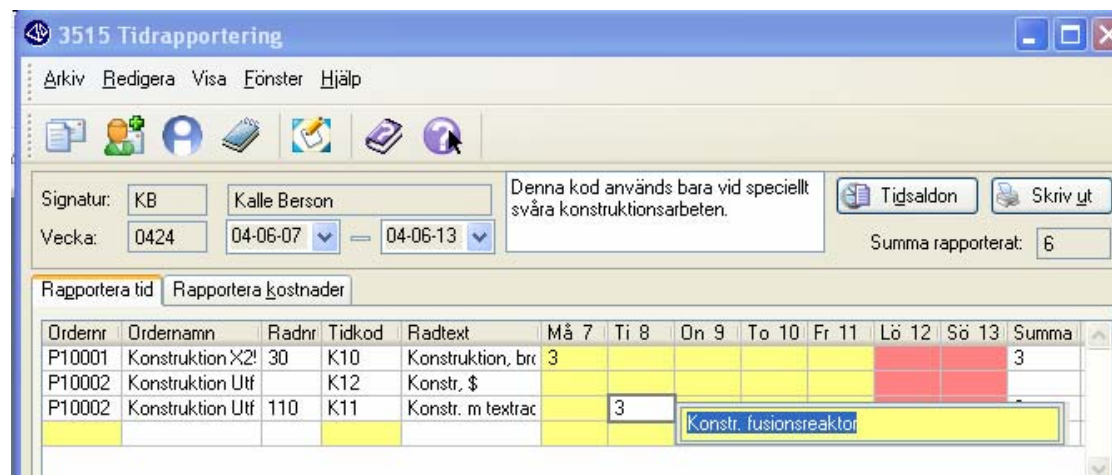 3515 Tidrapportering
Arkiv Redigera Visa Fönster Hjälp
Signatur: KB Kalle Berson
Denna kod används bara vid speciellt
svåra konstruktionsarbeten.
Tidsaldon Skriv ut
Vecka: 0424 04-06-07 04-06-13
Summa rapporterat: 6
Rapportera tid Rapportera kostnader
Ordernr Ordernamn Radnr Tidkod Radtext Må 7 Ti 8 On 9 To 10 Fr 11 Lö 12 Sö 13 Summa
P10001 Konstruktion X2! 30 K10 Konstruktion, brc 3 3
P10002 Konstruktion Utf K12 Konstr, $
P10002 Konstruktion Utf 110 K11 Konstr. m textrac 3
Konstr. fusionsreaktor